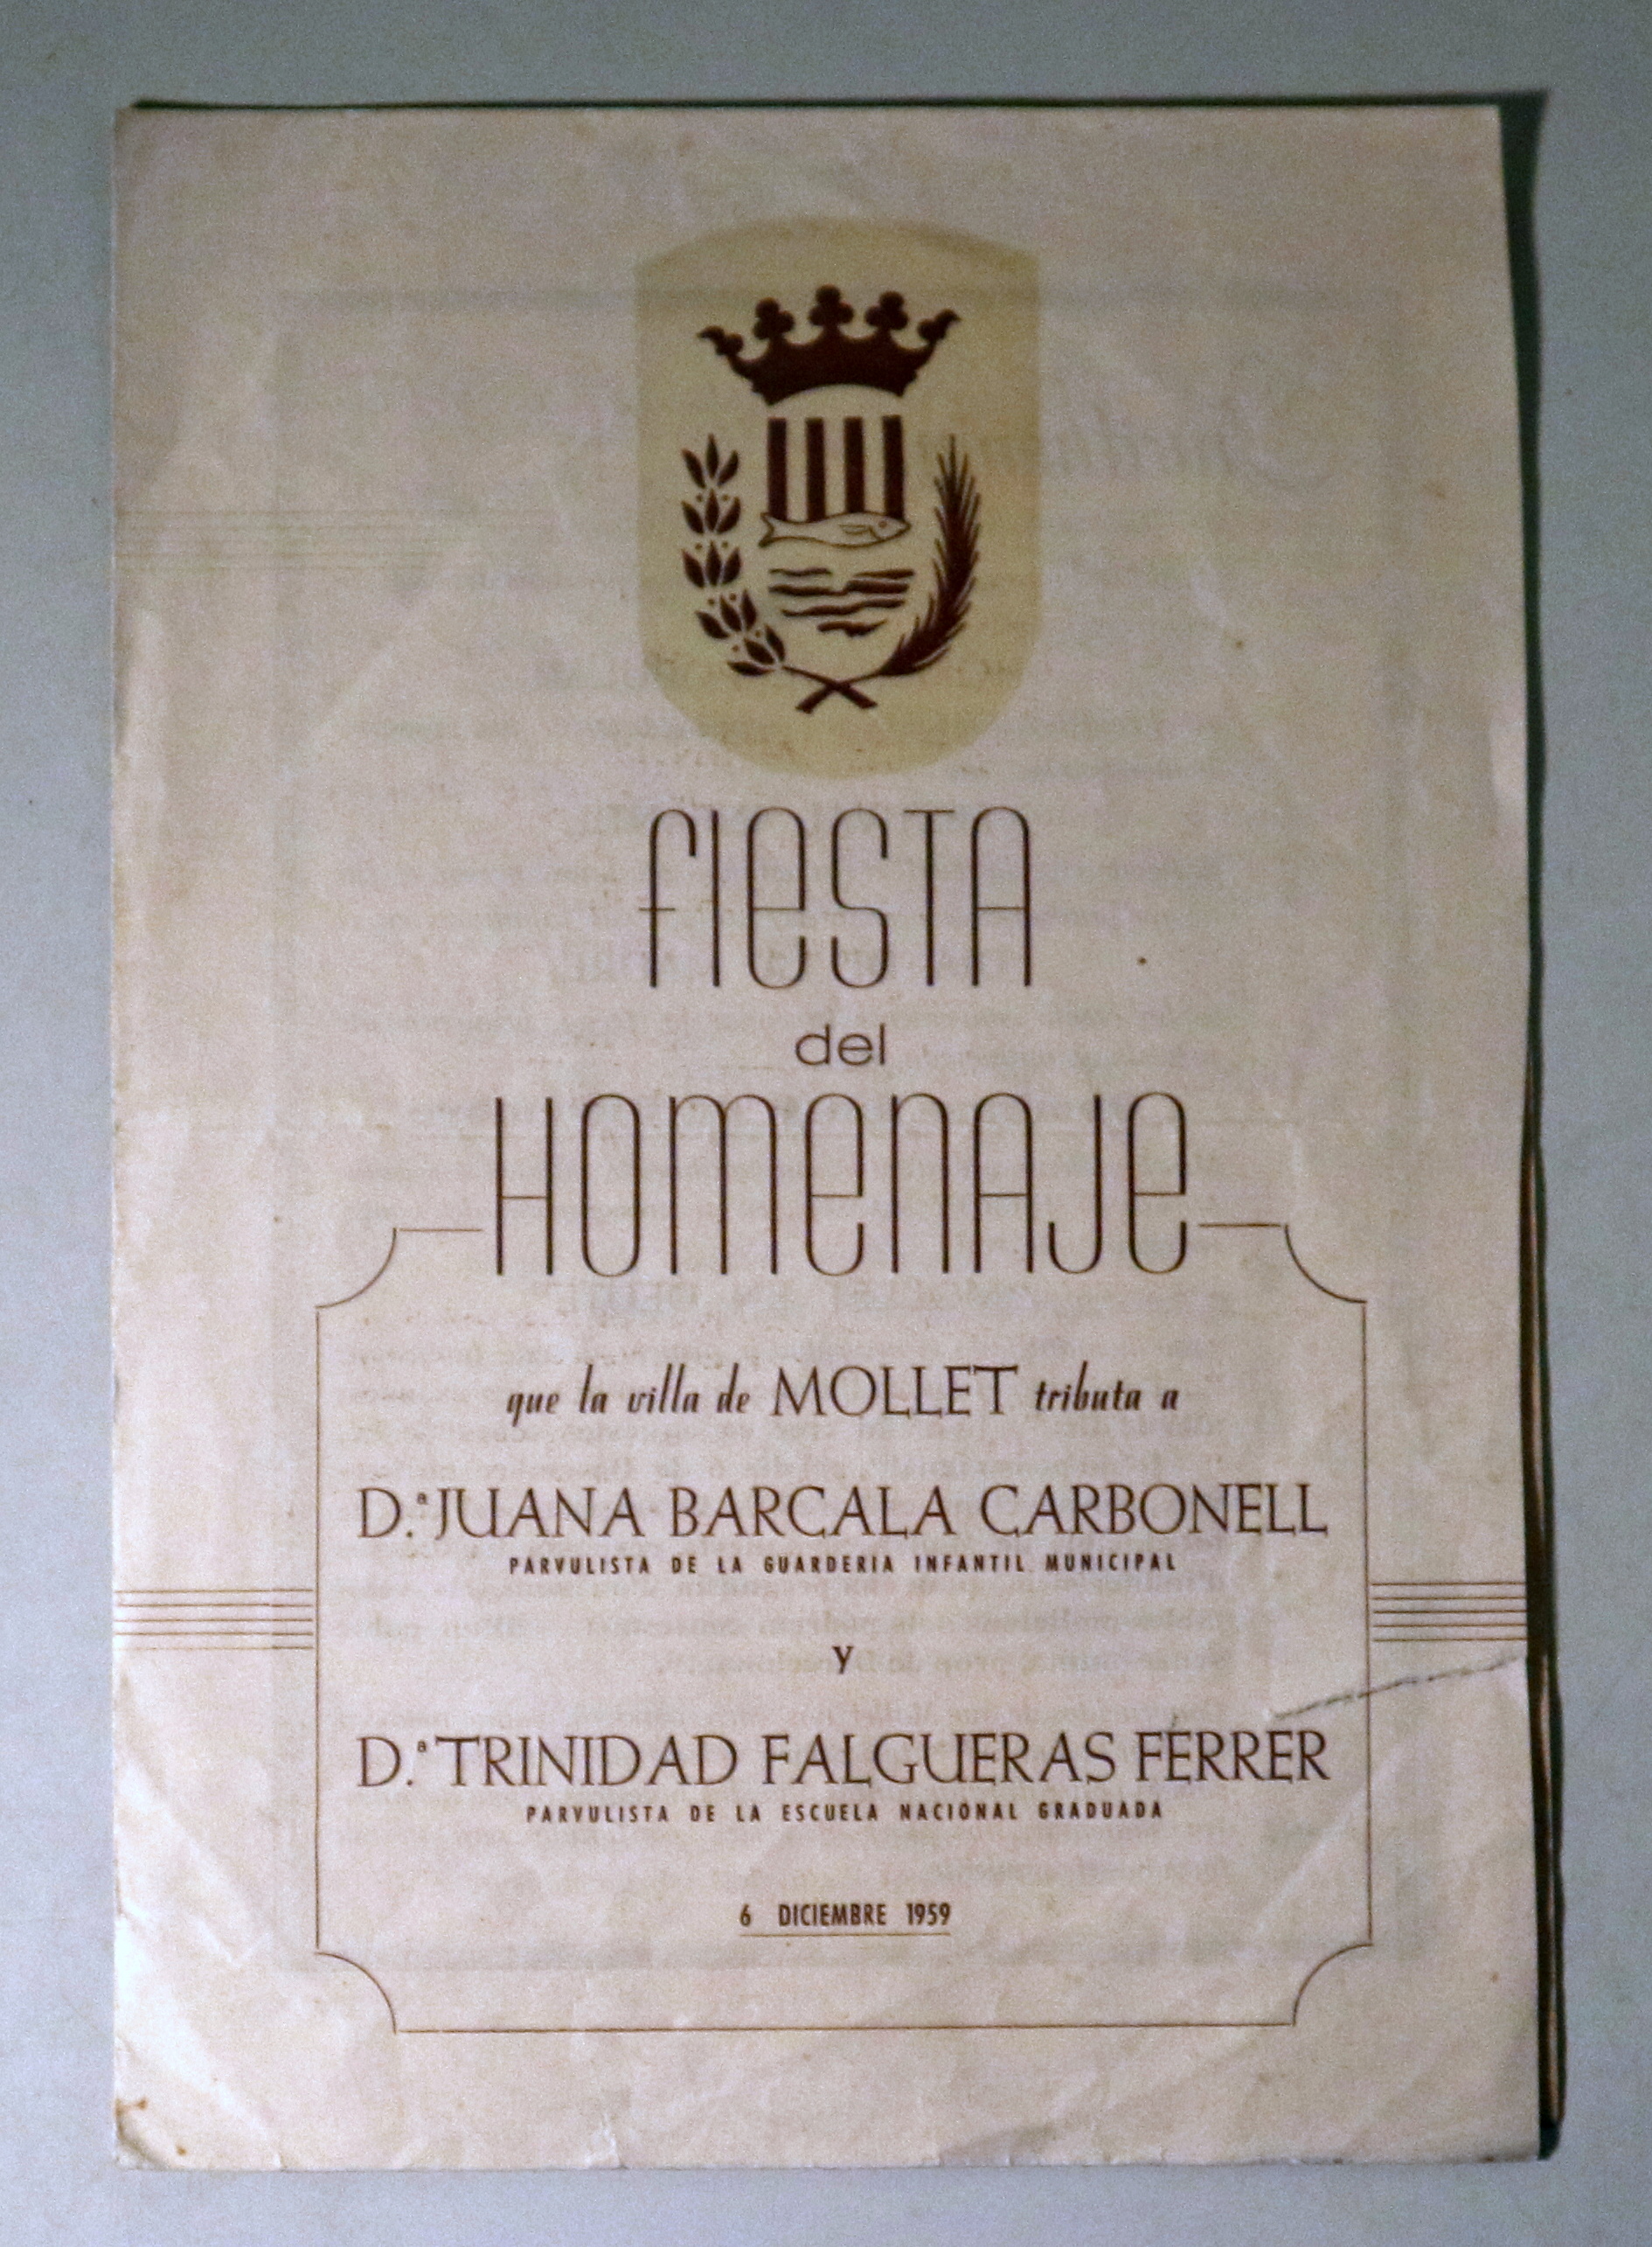 FIESTA
del
HOMENAJE
que la villa de MOLLET tributa a
D.ª JUANA BARCALA CARBONELL
PARVULISTA DE LA GUARDERIA INFANTIL MUNICIPAL
y
D.ª TRINIDAD FALGUERAS FERRER
PARVULISTA DE LA ESCUELA NACIONAL GRADUADA
6 DICIEMBRE 1959